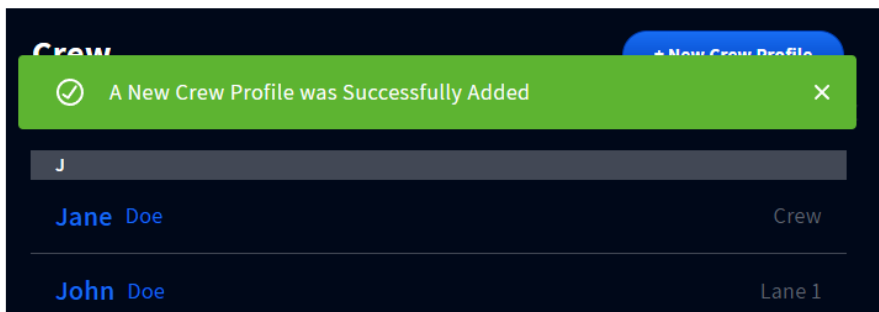 Crew
+ New Crew Profile
A New Crew Profile was Successfully Added
J
Jane Doe
Crew
John Doe
Lane 1